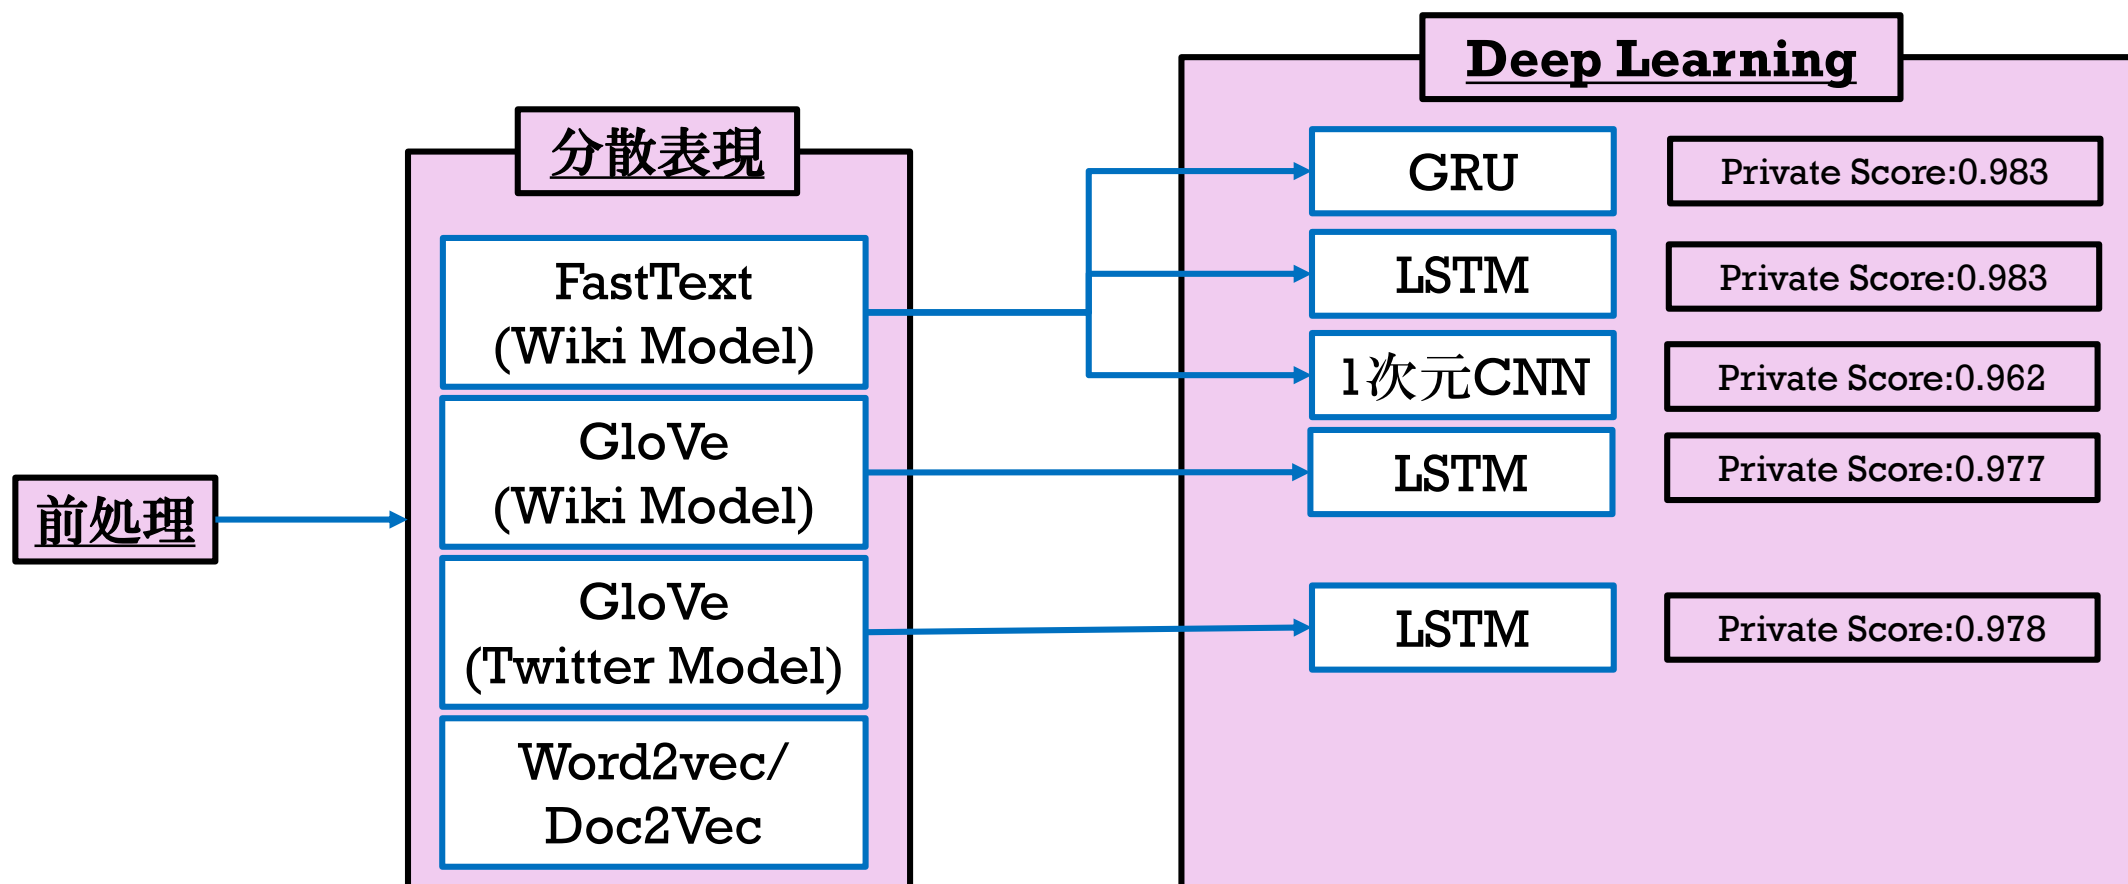 前処理
分散表現
FastText
(Wiki Model)
GloVe
(Wiki Model)
GloVe
(Twitter Model)
Word2vec/
Doc2Vec
Deep Learning
GRU
Private Score:0.983
LSTM
Private Score:0.983
1次元CNN
Private Score:0.962
LSTM
Private Score:0.977
LSTM
Private Score:0.978